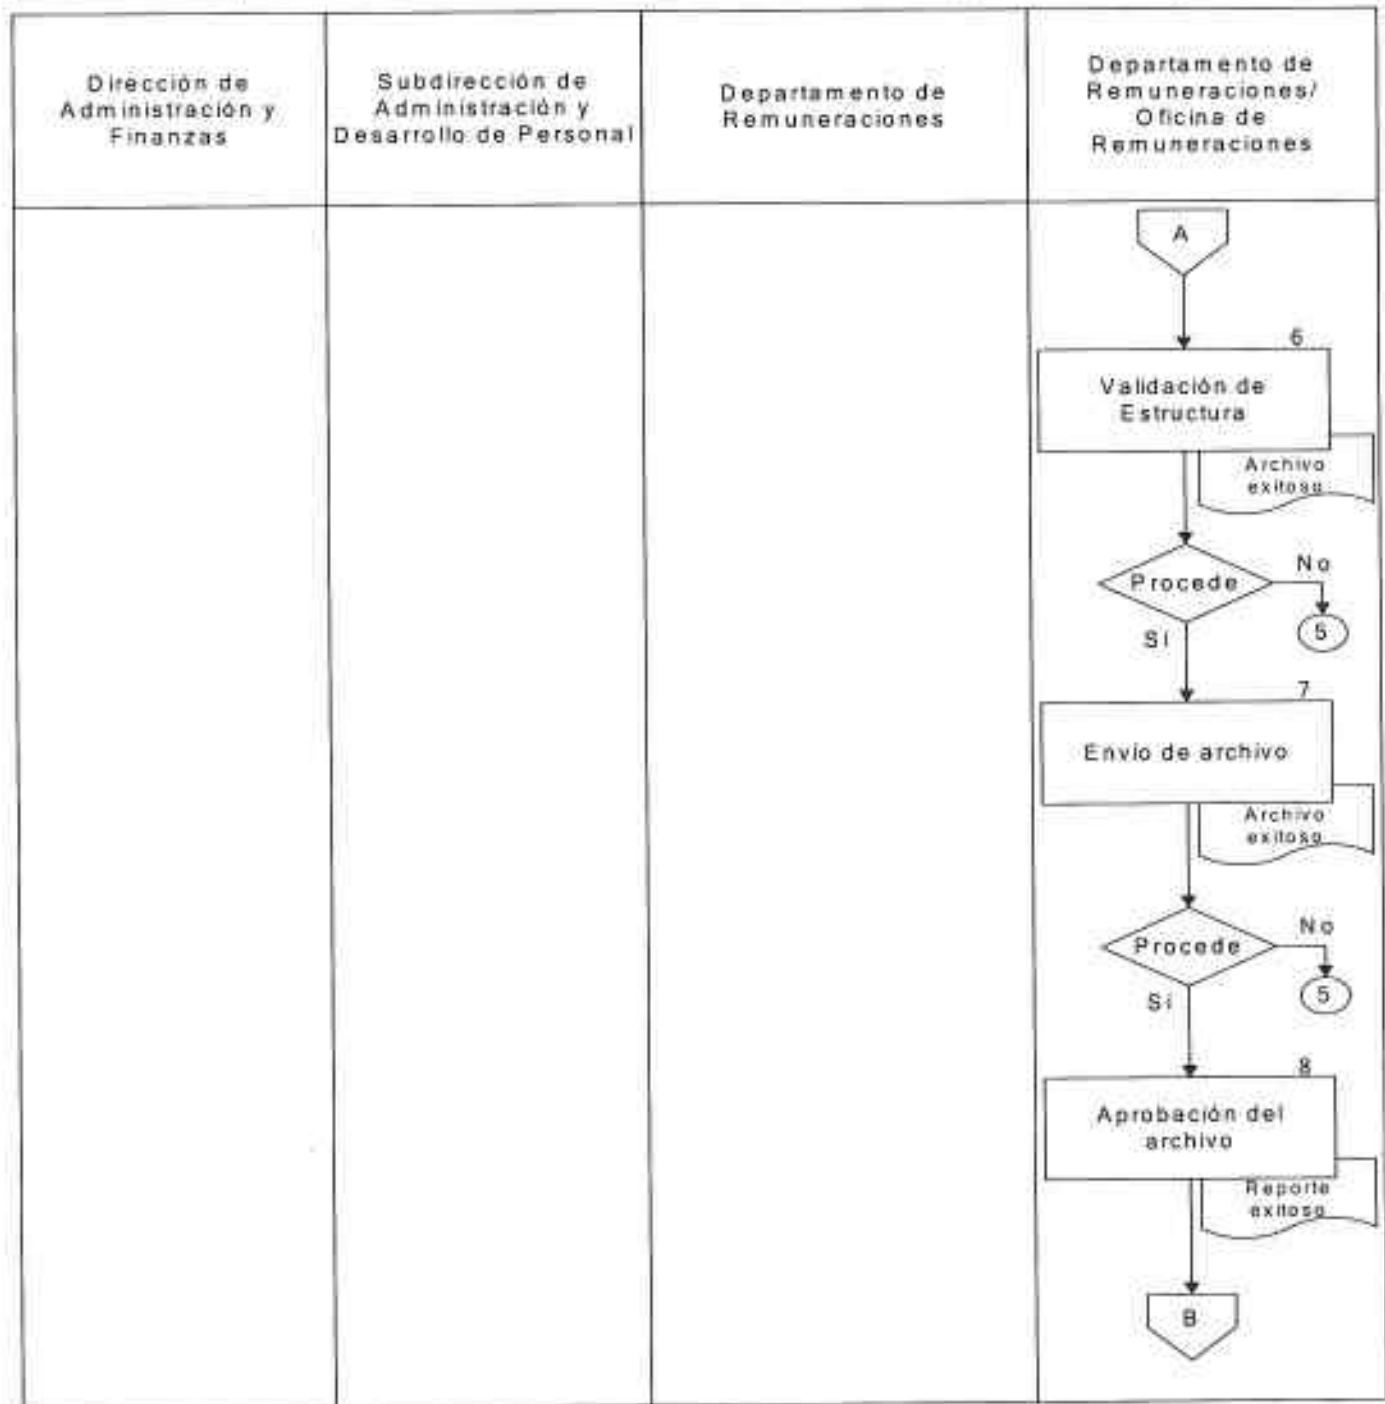 Dirección de
Administración y
Finanzas
Subdirección de
Administración y
Desarrollo de Personal
Departamento de
Remuneraciones
Departamento de
Remuneraciones/
Oficina de
Remuneraciones
A
6
Validación de
Estructura
Archivo
exitoso
Procede
No
Sí
5
7
Envío de archivo
Archivo
exitoso
Procede
No
Sí
5
8
Aprobación del
archivo
Reporte
exitoso
B